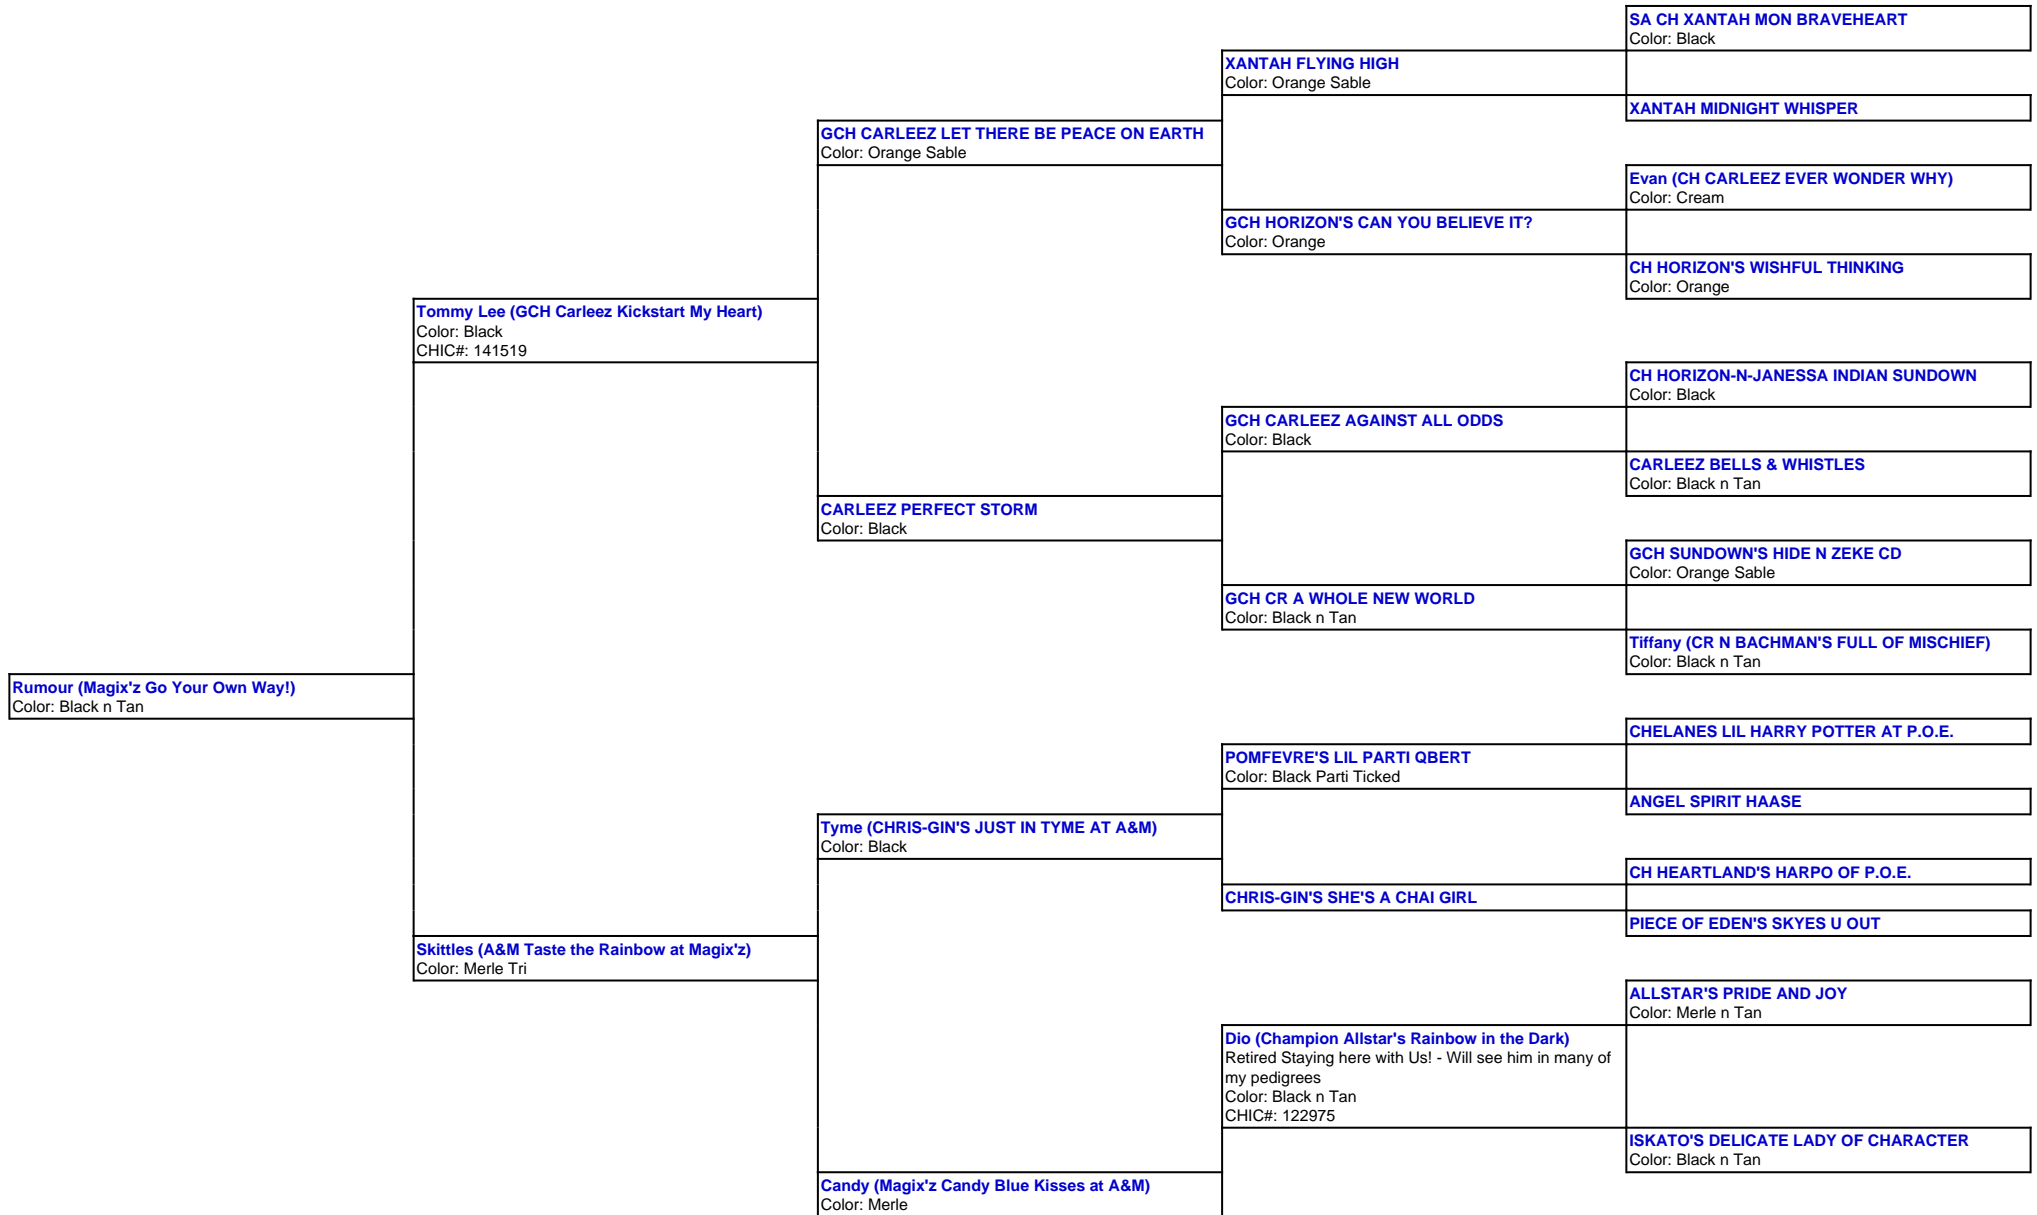 SA CH XANTAH MON BRAVEHEART
Color: Black
XANTAH FLYING HIGH
Color: Orange Sable
XANTAH MIDNIGHT WHISPER
GCH CARLEEZ LET THERE BE PEACE ON EARTH
Color: Orange Sable
Evan (CH CARLEEZ EVER WONDER WHY)
Color: Cream
GCH HORIZON'S CAN YOU BELIEVE IT?
Color: Orange
CH HORIZON'S WISHFUL THINKING
Color: Orange
Tommy Lee (GCH Carleez Kickstart My Heart)
Color: Black
CHIC#: 141519
CH HORIZON-N-JANESSA INDIAN SUNDOWN
Color: Black
GCH CARLEEZ AGAINST ALL ODDS
Color: Black
CARLEEZ BELLS & WHISTLES
Color: Black n Tan
CARLEEZ PERFECT STORM
Color: Black
GCH SUNDOWN'S HIDE N ZEKE CD
Color: Orange Sable
GCH CR A WHOLE NEW WORLD
Color: Black n Tan
Tiffany (CR N BACHMAN'S FULL OF MISCHIEF)
Color: Black n Tan
Rumour (Magix'z Go Your Own Way!)
Color: Black n Tan
CHELANES LIL HARRY POTTER AT P.O.E.
POMFEVRE'S LIL PARTI QBERT
Color: Black Parti Ticked
ANGEL SPIRIT HAASE
Tyme (CHRIS-GIN'S JUST IN TYME AT A&M)
Color: Black
CH HEARTLAND'S HARPO OF P.O.E.
CHRIS-GIN'S SHE'S A CHAI GIRL
PIECE OF EDEN'S SKYES U OUT
Skittles (A&M Taste the Rainbow at Magix'z)
Color: Merle Tri
ALLSTAR'S PRIDE AND JOY
Color: Merle n Tan
Dio (Champion Allstar's Rainbow in the Dark)
Retired Staying here with Us! - Will see him in many of
my pedigrees
Color: Black n Tan
CHIC#: 122975
ISKATO'S DELICATE LADY OF CHARACTER
Color: Black n Tan
Candy (Magix'z Candy Blue Kisses at A&M)
Color: Merle